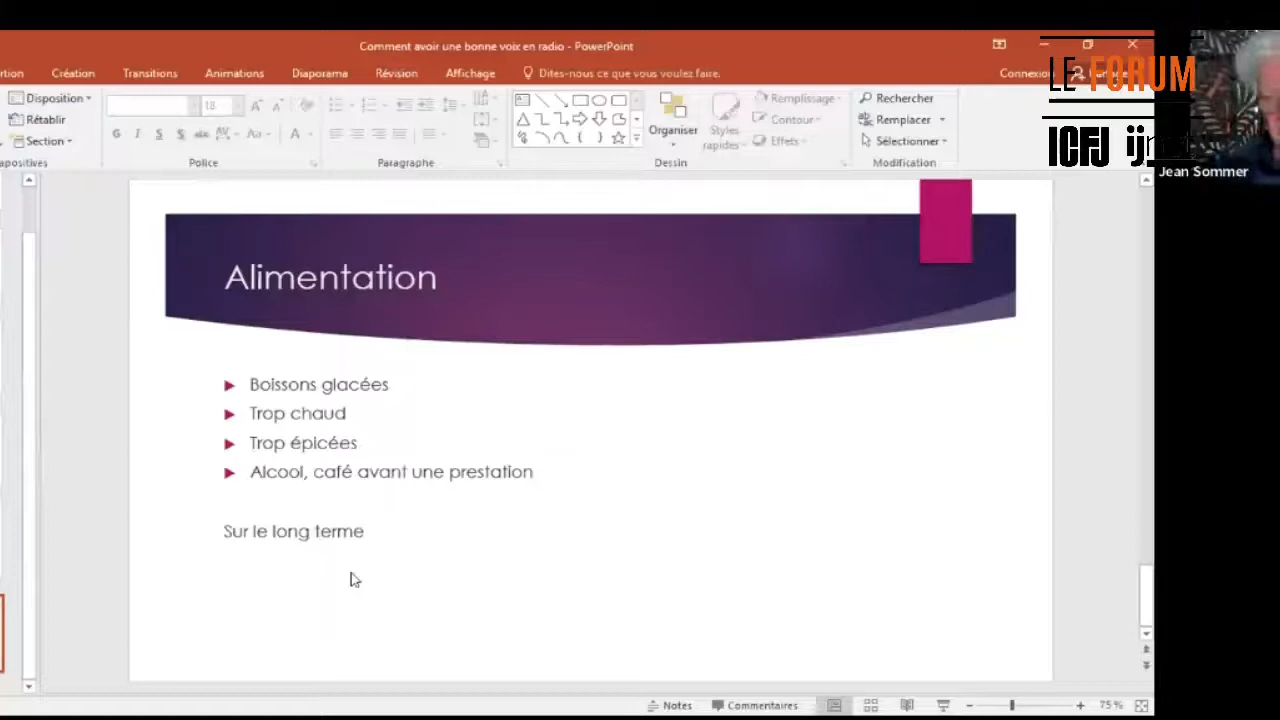 Comment avoir une bonne voix en radio - PowerPoint
Création Transitions Animations Diaporama Révision Affichage Dites-nous ce que vous voulez faire. Connexion
LE FORUM
ICFJ
Jean Sommer
Disposition
Rétablir
Section
18
Police
Paragraphe
Organiser
Styles rapides
Remplissage
Contour
Effets
Dessin
Rechercher
Remplacer
Sélectionner
Modification
Alimentation
Boissons glacées
Trop chaud
Trop épicées
Alcool, café avant une prestation
Sur le long terme
Notes Commentaires 75 %